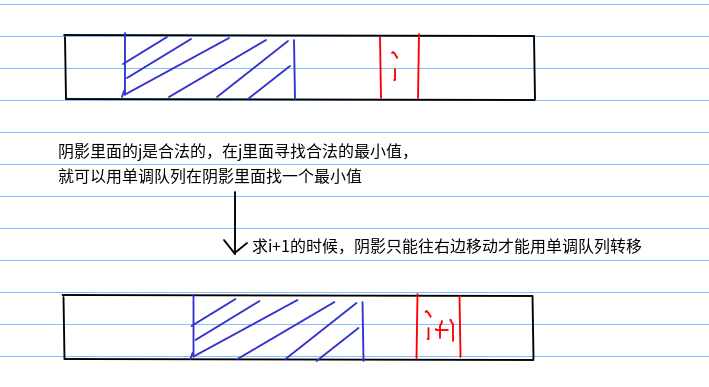 i
阴影里面的j是合法的，在j里面寻找合法的最小值，
就可以用单调队列在阴影里面找一个最小值
求i+1的时候，阴影只能往右边移动才能用单调队列转移
i+1